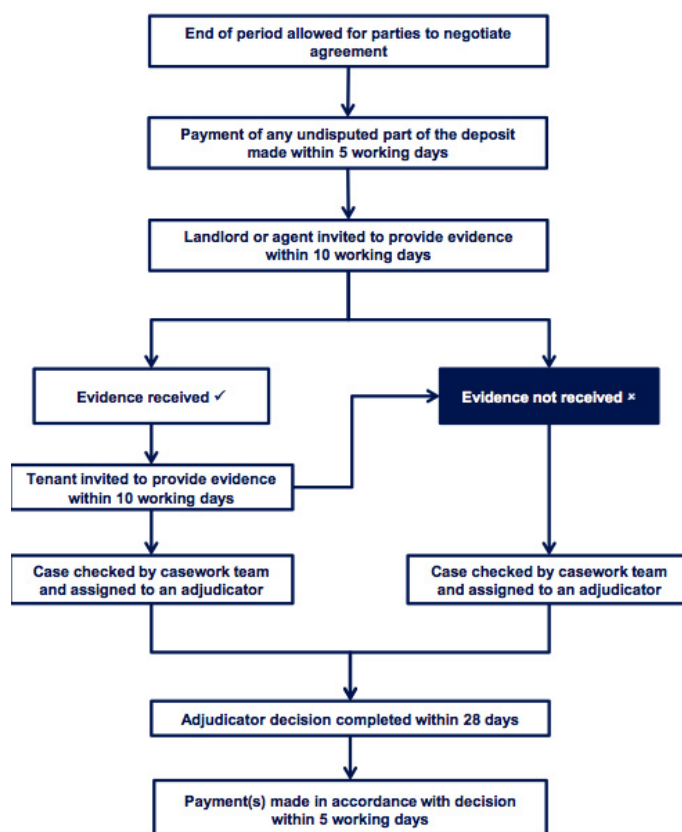 End of period allowed for parties to negotiate
agreement
Payment of any undisputed part of the deposit
made within 5 working days
Landlord or agent invited to provide evidence
within 10 working days
Evidence received ✓
Evidence not received ×
Tenant invited to provide evidence
within 10 working days
Case checked by casework team
and assigned to an adjudicator
Case checked by casework team
and assigned to an adjudicator
Adjudicator decision completed within 28 days
Payment(s) made in accordance with decision
within 5 working days